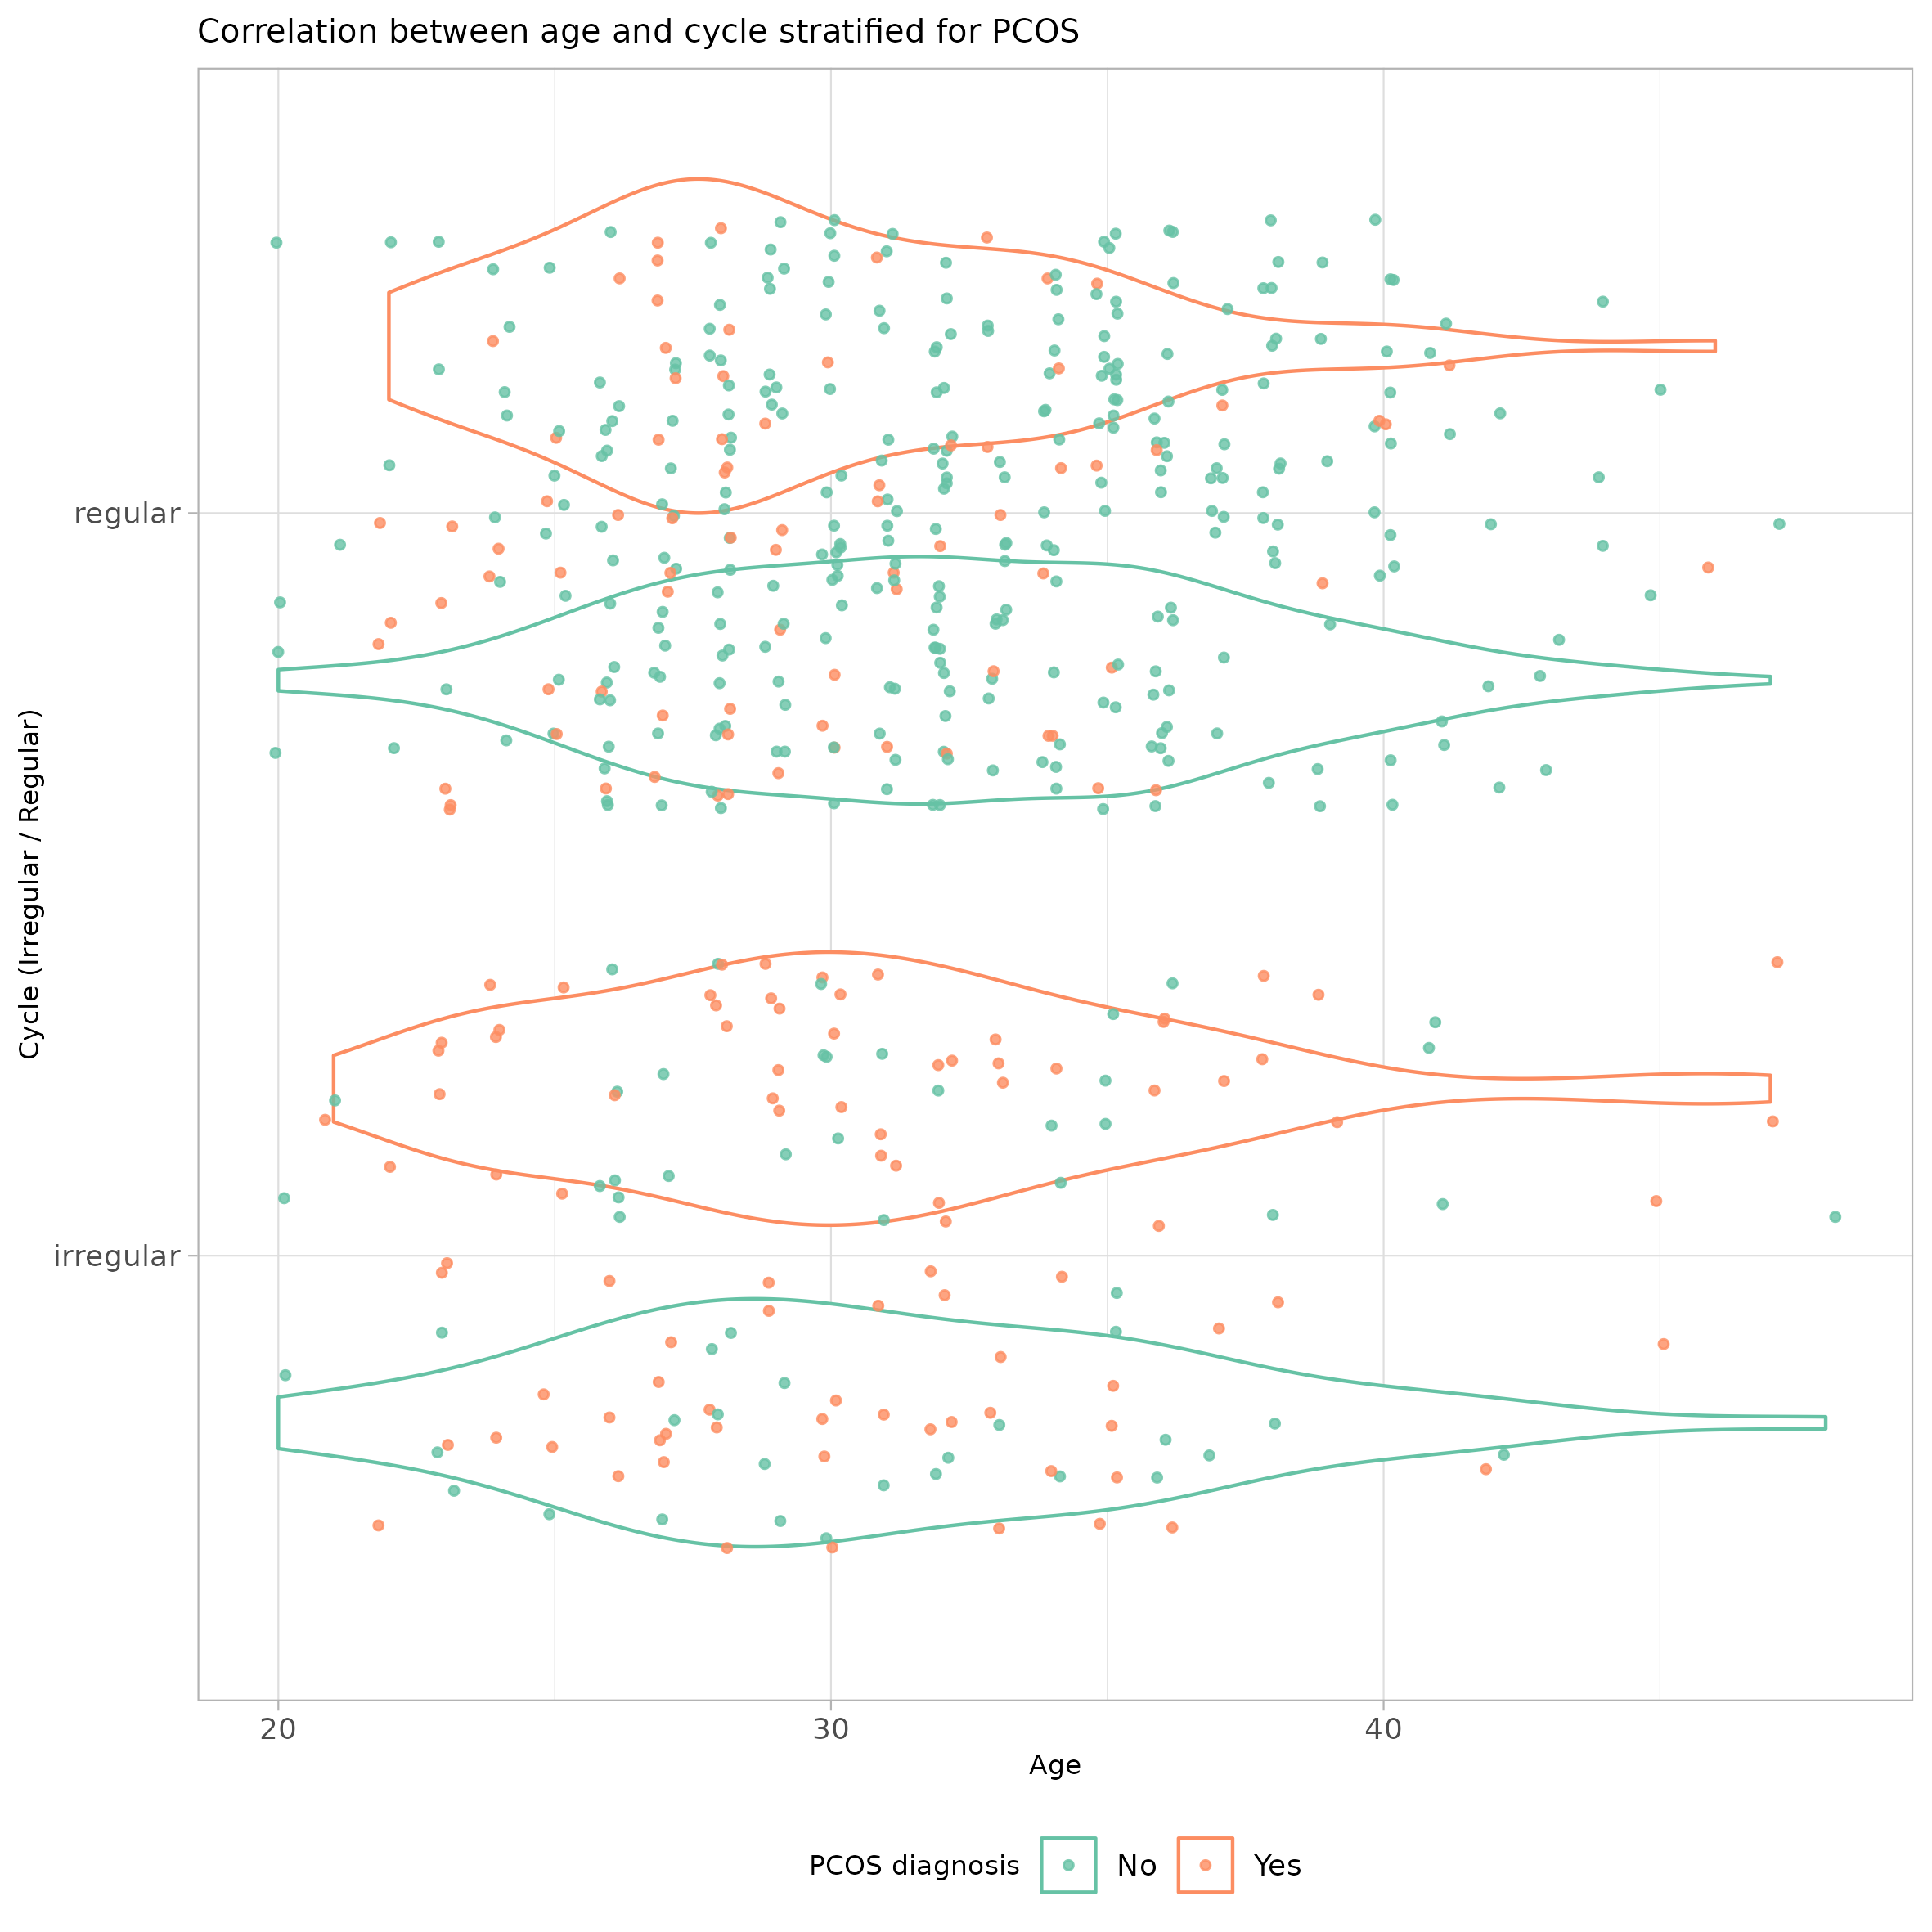 Correlation between age and cycle stratified for PCOS
Cycle (Irregular / Regular)
regular
irregular
20 30 40
Age
PCOS diagnosis No Yes